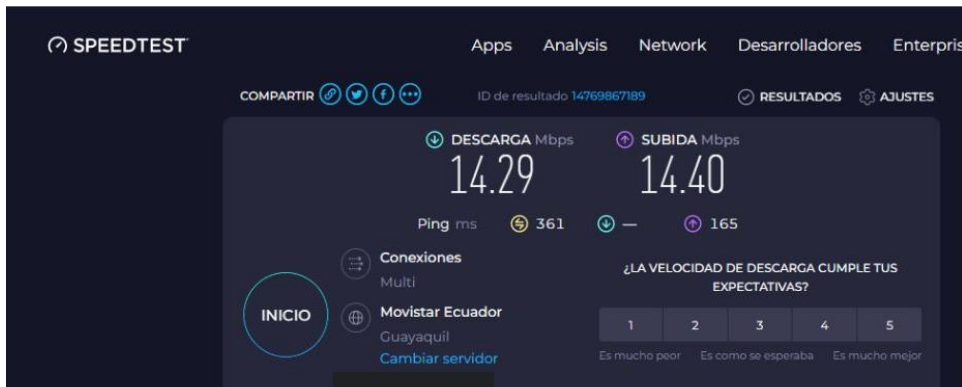 SPEEDTEST Apps Analysis Network Desarrolladores Enterpris
COMPARTIR ID de resultado 14769867189 RESULTADOS AJUSTES
DESCARGA Mbps SUBIDA Mbps
14.29 14.40
Ping ms 361 — 165
Conexiones
Multi
¿LA VELOCIDAD DE DESCARGA CUMPLE TUS
EXPECTATIVAS?
INICIO
Movistar Ecuador
Guayaquil
Cambiar servidor
1 2 3 4 5
Es mucho peor Es como se esperaba Es mucho mejor